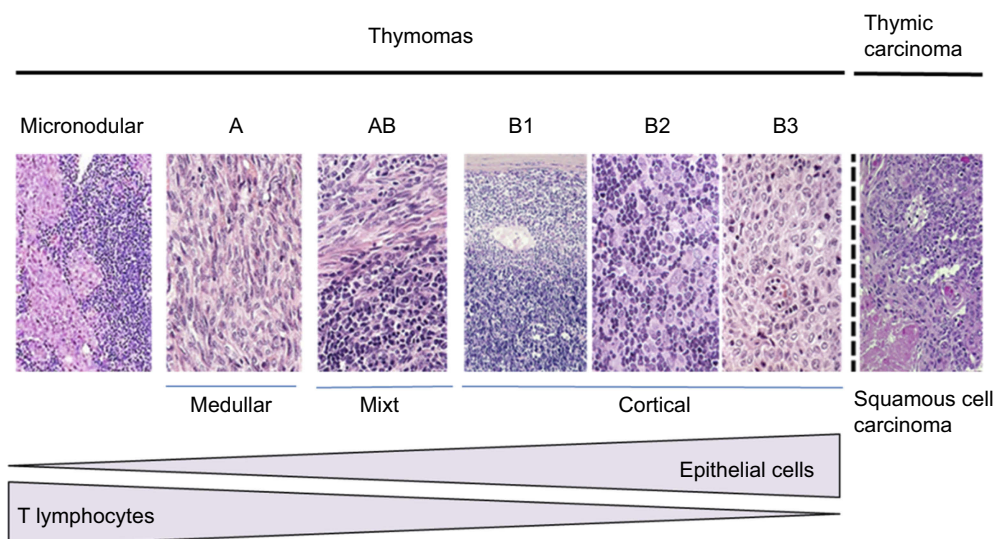 Thymomas
Thymic
carcinoma
Micronodular
A
AB
B1
B2
B3
Medullar
Mixt
Cortical
Squamous cell
carcinoma
Epithelial cells
T lymphocytes